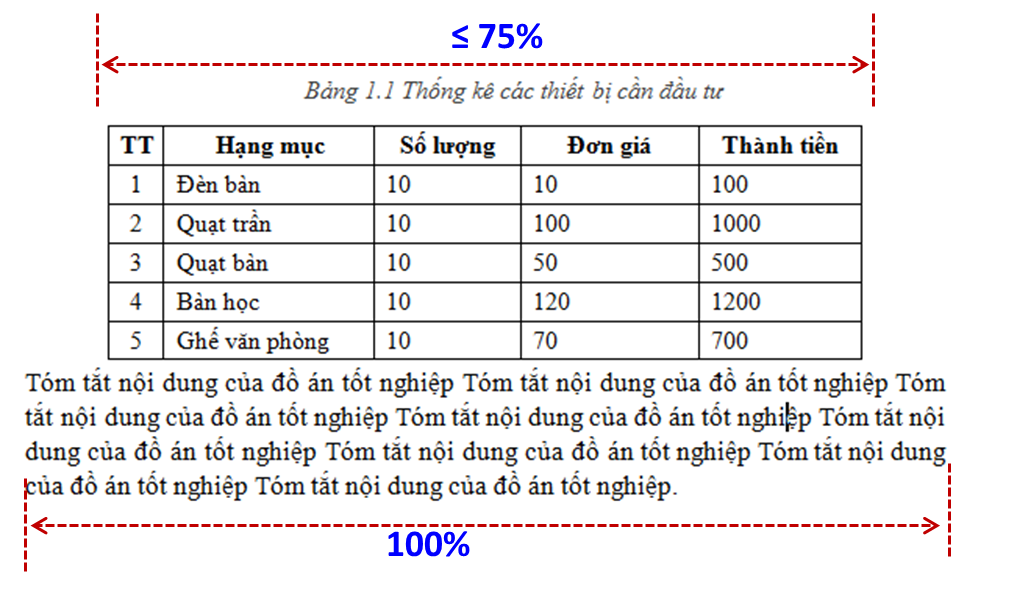 ≤ 75%
Bảng 1.1 Thống kê các thiết bị cần đầu tư
TT Hạng mục Số lượng Đơn giá Thành tiền
1 Đèn bàn 10 10 100
2 Quạt trần 10 100 1000
3 Quạt bàn 10 50 500
4 Bàn học 10 120 1200
5 Ghế văn phòng 10 70 700
Tóm tắt nội dung của đồ án tốt nghiệp Tóm tắt nội dung của đồ án tốt nghiệp Tóm
tắt nội dung của đồ án tốt nghiệp Tóm tắt nội dung của đồ án tốt nghiệp Tóm tắt nội
dung của đồ án tốt nghiệp Tóm tắt nội dung của đồ án tốt nghiệp Tóm tắt nội dung
của đồ án tốt nghiệp Tóm tắt nội dung của đồ án tốt nghiệp.
100%